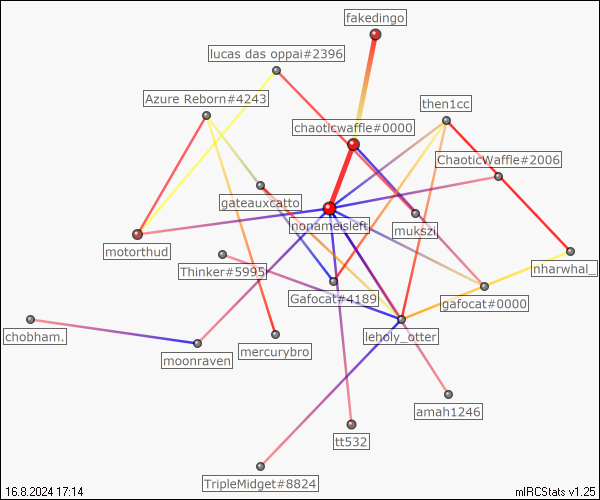 fakedingo
lucas das oppai#2396
Azure Reborn#4243
then1cc
chaoticwaffle#0000
ChaoticWaffle#2006
gateauxcatto
nonameisleft
mukszi
motorthud
nharwhal_
Thinker#5995
Gafocat#4189
gafocat#0000
chobham.
leholy_otter
moonraven
mercurybro
amah1246
tt532
TripleMidget#8824
16.8.2024 17:14
mIRCStats v1.25